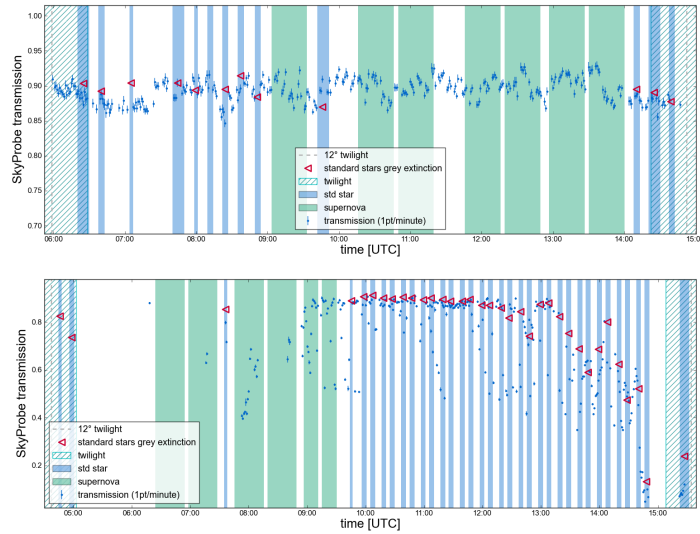 SkyProbe transmission
1.00
0.95
0.90
0.85
0.80
0.75
0.70
12° twilight
standard stars grey extinction
twilight
std star
supernova
transmission (1pt/minute)
06:00 07:00 08:00 09:00 10:00 11:00 12:00 13:00 14:00 15:00
time [UTC]
SkyProbe transmission
0.8
0.6
0.4
0.2
12° twilight
standard stars grey extinction
twilight
std star
supernova
transmission (1pt/minute)
05:00 06:00 07:00 08:00 09:00 10:00 11:00 12:00 13:00 14:00 15:00
time [UTC]